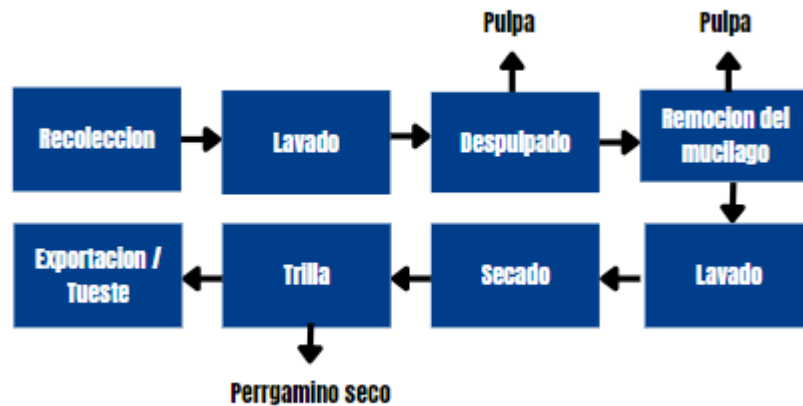 Pulpa
Pulpa
Recoleccion
Lavado
Despulpado
Remocion del
mucilago
Exportacion /
Tueste
Trilla
Secado
Lavado
Perrgamino seco